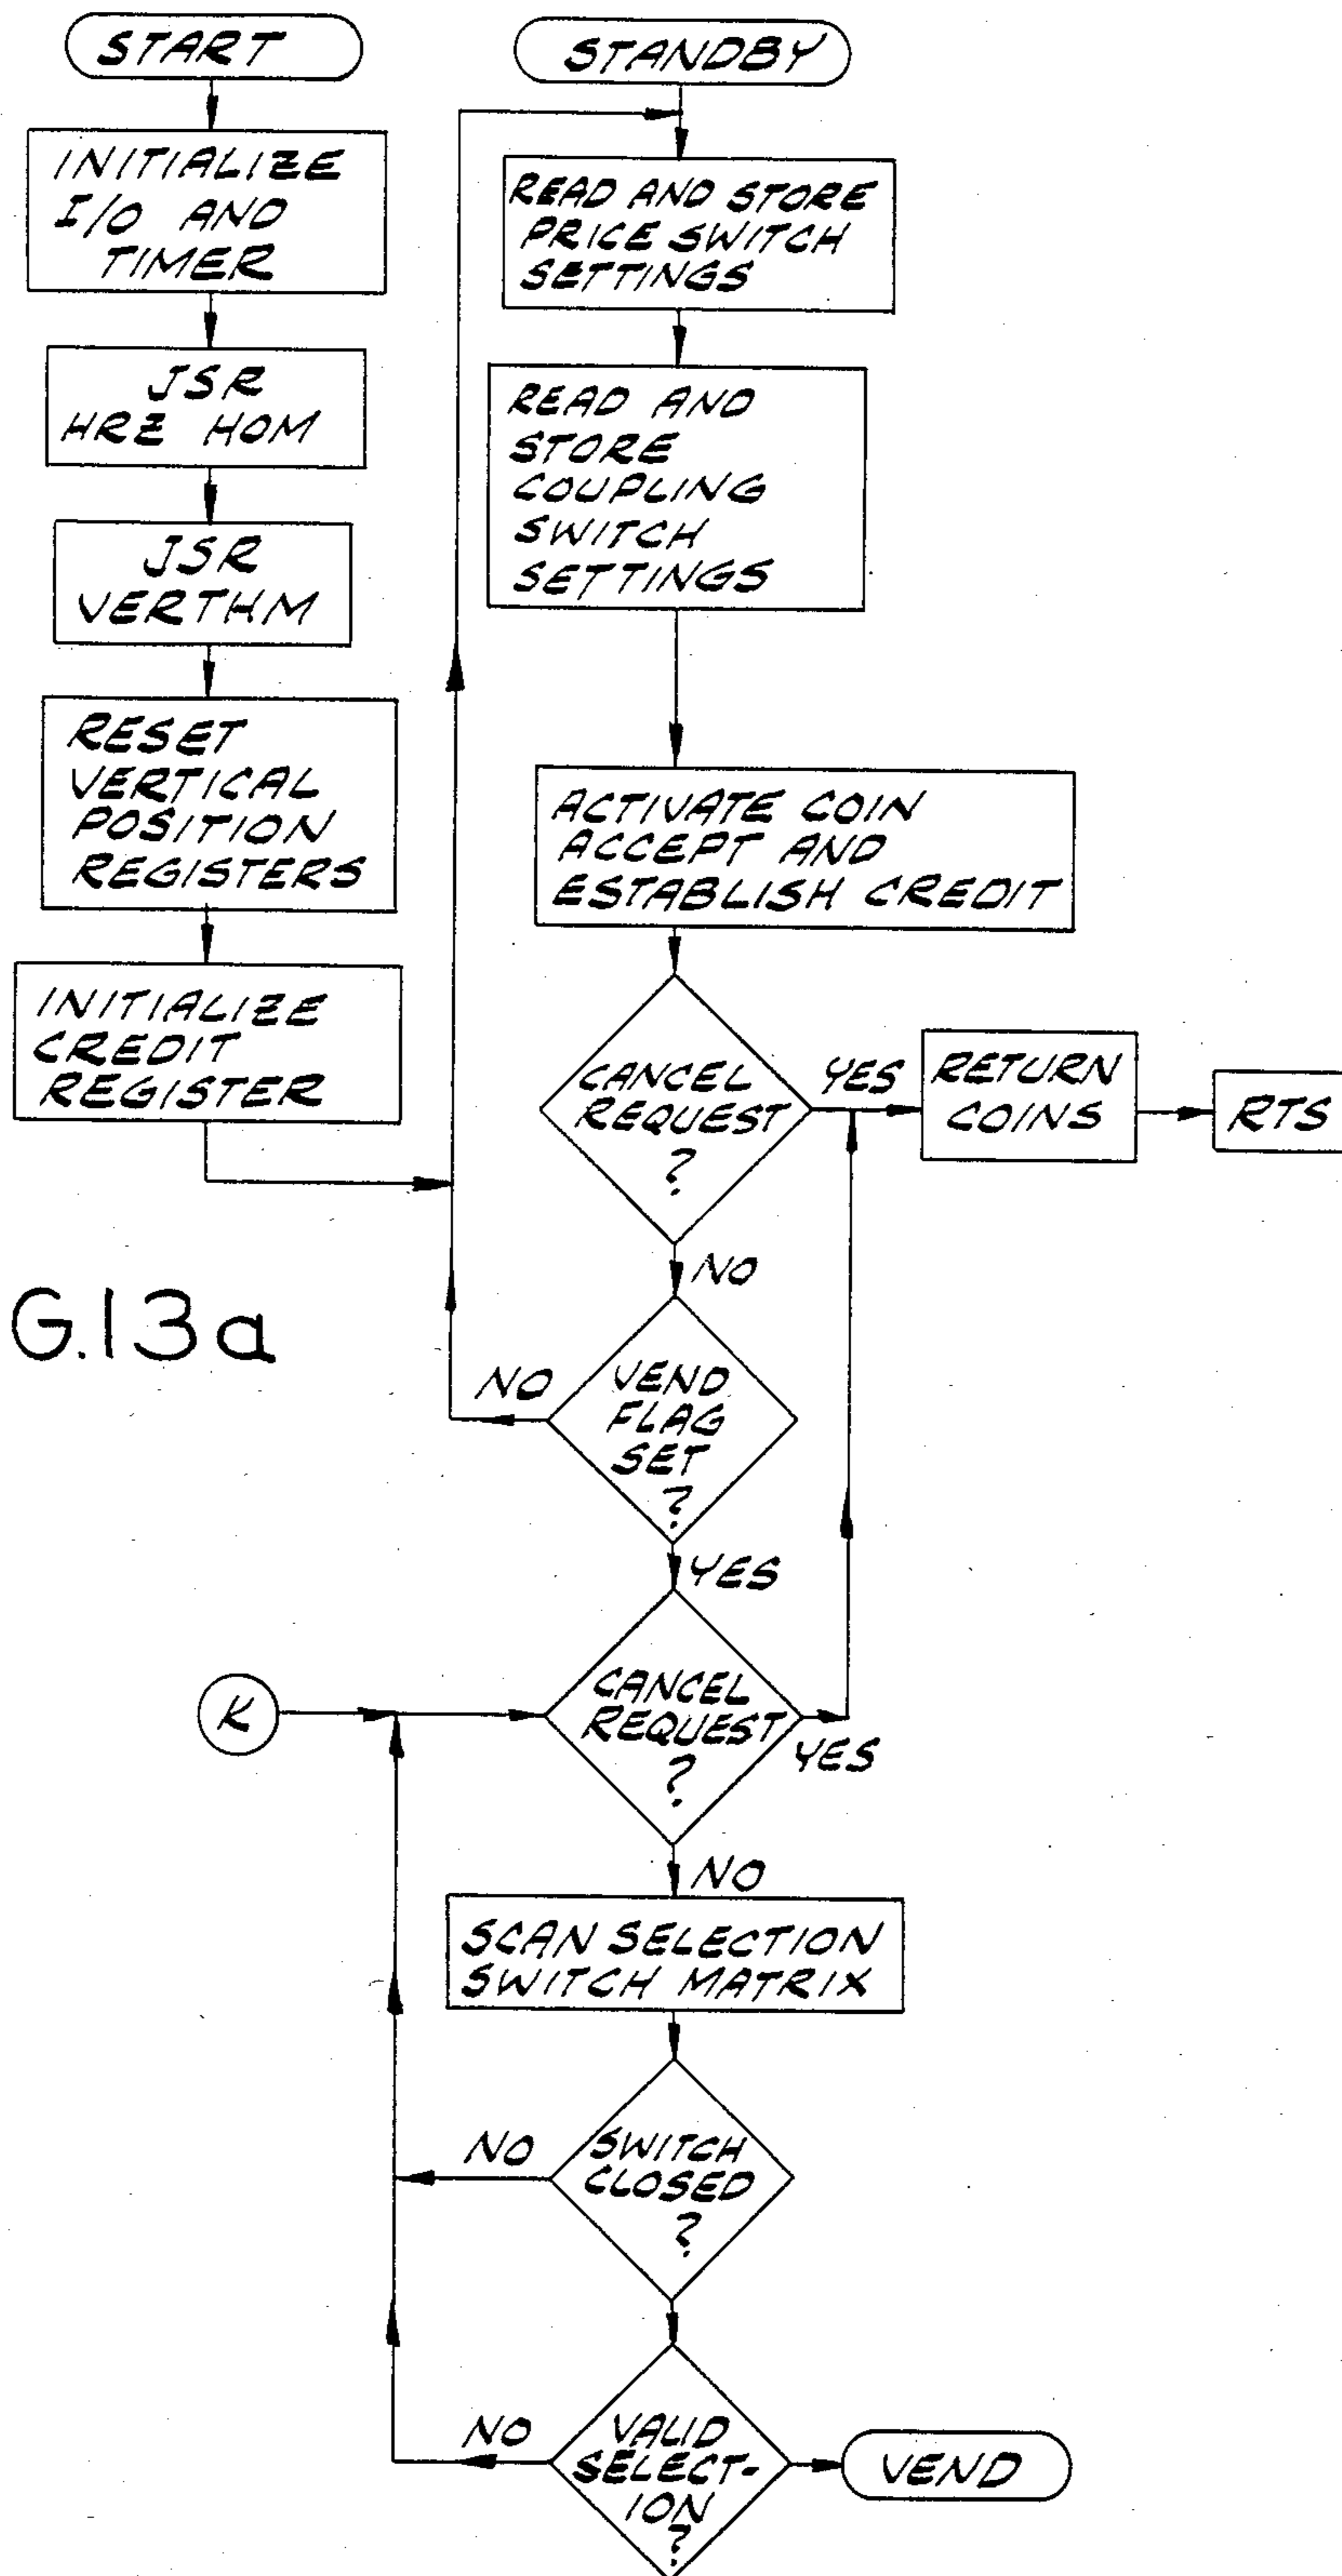 START
INITIALIZE
I/O AND
TIMER
JSR
HRZ HOM
JSR
VERTHM
RESET
VERTICAL
POSITION
REGISTERS
INITIALIZE
CREDIT
REGISTER
STANDBY
READ AND STORE
PRICE SWITCH
SETTINGS
READ AND
STORE
COUPLING
SWITCH
SETTINGS
ACTIVATE COIN
ACCEPT AND
ESTABLISH CREDIT
CANCEL
REQUEST
?
YES
RETURN
COINS
RTS
NO
G.13a
VEND
FLAG
SET
?
NO
YES
K
CANCEL
REQUEST
?
YES
NO
SCAN SELECTION
SWITCH MATRIX
SWITCH
CLOSED
?
NO
VALID
SELECT-
ION
?
NO
VEND